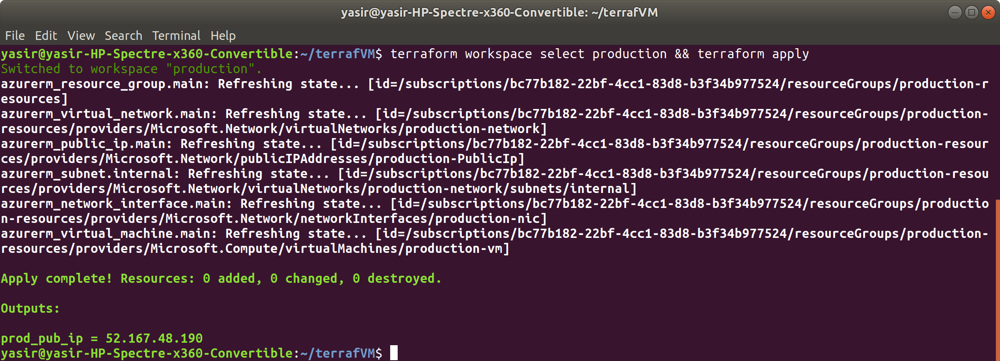 yasir@yasir-HP-Spectre-x360-Convertible: ~/terrafVM
File Edit View Search Terminal Help
yasir@yasir-HP-Spectre-x360-Convertible:~/terrafVM$ terraform workspace select production && terraform apply
Switched to workspace "production".
azurerm_resource_group.main: Refreshing state... [id=/subscriptions/bc77b182-22bf-4cc1-83d8-b3f34b977524/resourceGroups/production-r
esources]
azurerm_virtual_network.main: Refreshing state... [id=/subscriptions/bc77b182-22bf-4cc1-83d8-b3f34b977524/resourceGroups/production-
resources/providers/Microsoft.Network/virtualNetworks/production-network]
azurerm_public_ip.main: Refreshing state... [id=/subscriptions/bc77b182-22bf-4cc1-83d8-b3f34b977524/resourceGroups/production-resour
ces/providers/Microsoft.Network/publicIPAddresses/production-PublicIp]
azurerm_subnet.internal: Refreshing state... [id=/subscriptions/bc77b182-22bf-4cc1-83d8-b3f34b977524/resourceGroups/production-resou
rces/providers/Microsoft.Network/virtualNetworks/production-network/subnets/internal]
azurerm_network_interface.main: Refreshing state... [id=/subscriptions/bc77b182-22bf-4cc1-83d8-b3f34b977524/resourceGroups/productio
n-resources/providers/Microsoft.Network/networkInterfaces/production-nic]
azurerm_virtual_machine.main: Refreshing state... [id=/subscriptions/bc77b182-22bf-4cc1-83d8-b3f34b977524/resourceGroups/production-
resources/providers/Microsoft.Compute/virtualMachines/production-vm]
Apply complete! Resources: 0 added, 0 changed, 0 destroyed.
Outputs:
prod_pub_ip = 52.167.48.190
yasir@yasir-HP-Spectre-x360-Convertible:~/terrafVM$